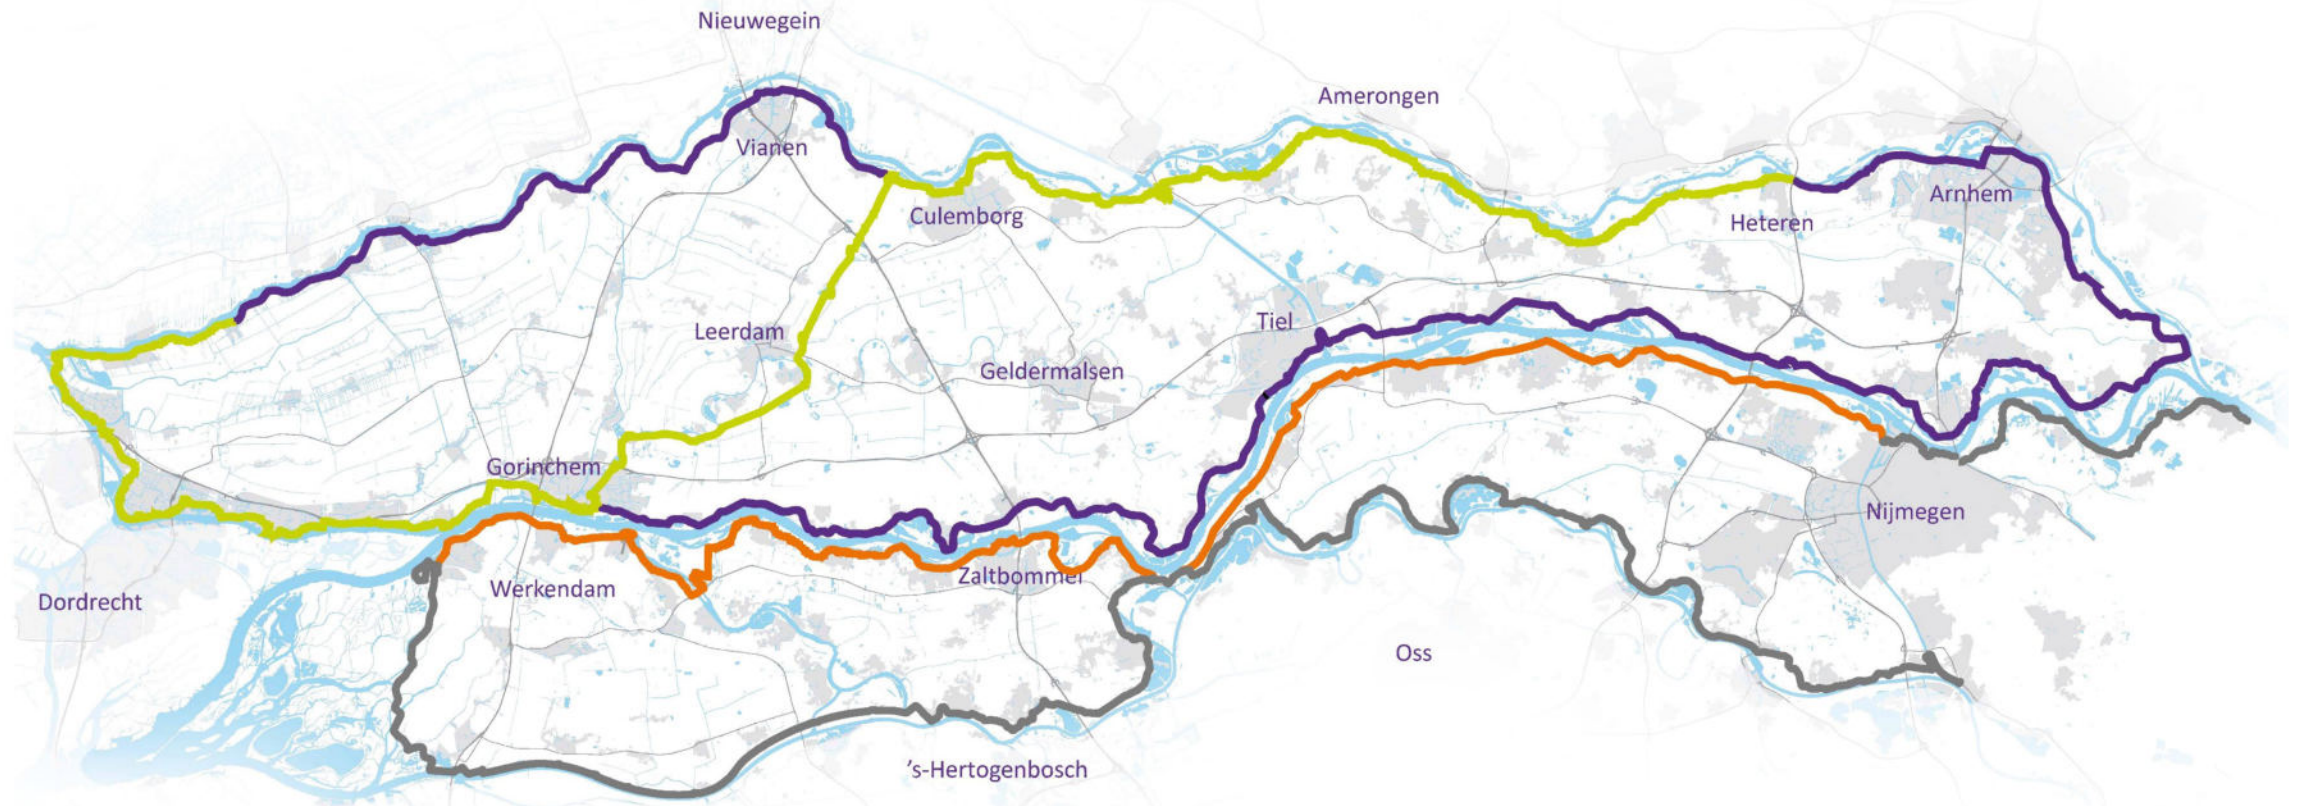 Nieuwegein
Amerongen
Vianen
Arnhem
Culemborg
Heteren
Tiel
Leerdam
Geldermalsen
Gorinchem
Nijmegen
Zaltbommel
Werkendam
Dordrecht
Oss
's-Hertogenbosch